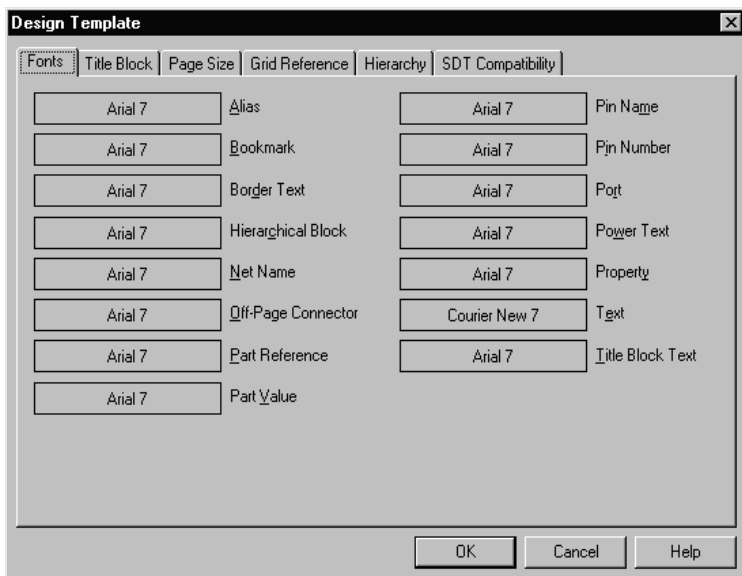 Design Template
Fonts Title Block Page Size Grid Reference Hierarchy SDT Compatibility
Arial 7 Alias Arial 7 Pin Name
Arial 7 Bookmark Arial 7 Pin Number
Arial 7 Border Text Arial 7 Port
Arial 7 Hierarchical Block Arial 7 Power Text
Arial 7 Net Name Arial 7 Property
Arial 7 Off-Page Connector Courier New 7 Text
Arial 7 Part Reference Arial 7 Title Block Text
Arial 7 Part Value
OK Cancel Help